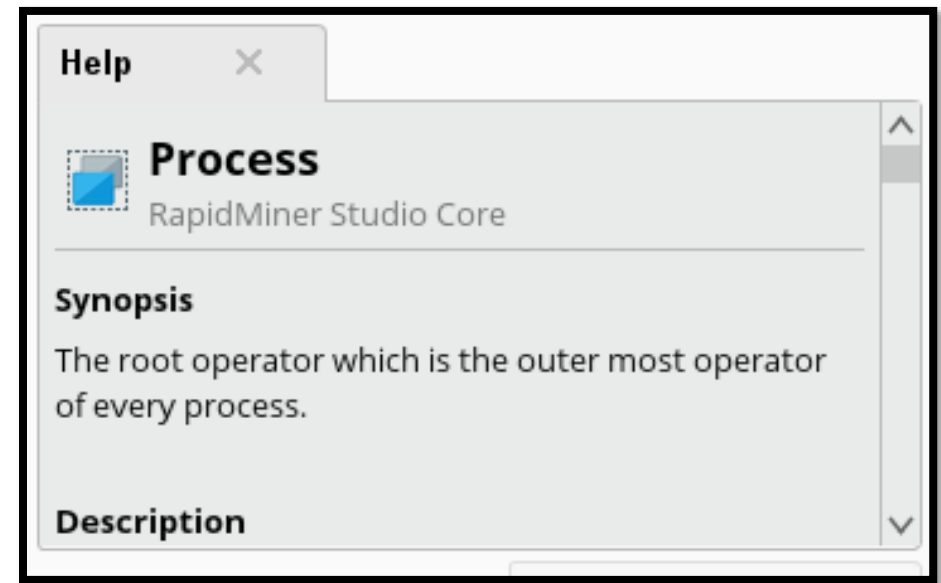 Help
Process
RapidMiner Studio Core
Synopsis
The root operator which is the outer most operator
of every process.
Description